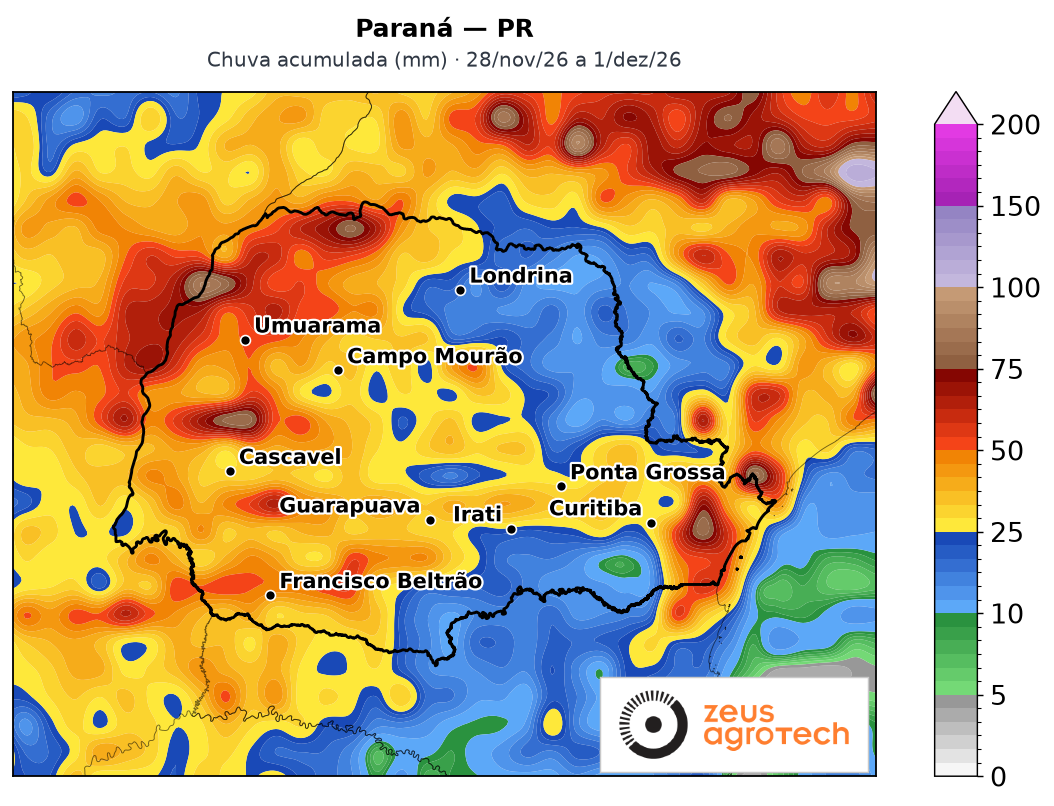 Paraná — PR
Chuva acumulada (mm) · 28/nov/26 a 1/dez/26
Londrina
Umuarama
Campo Mourão
Cascavel
Ponta Grossa
Guarapuava
Irati
Curitiba
Francisco Beltrão
zeus
agrotech
200
150
100
75
50
25
10
5
0